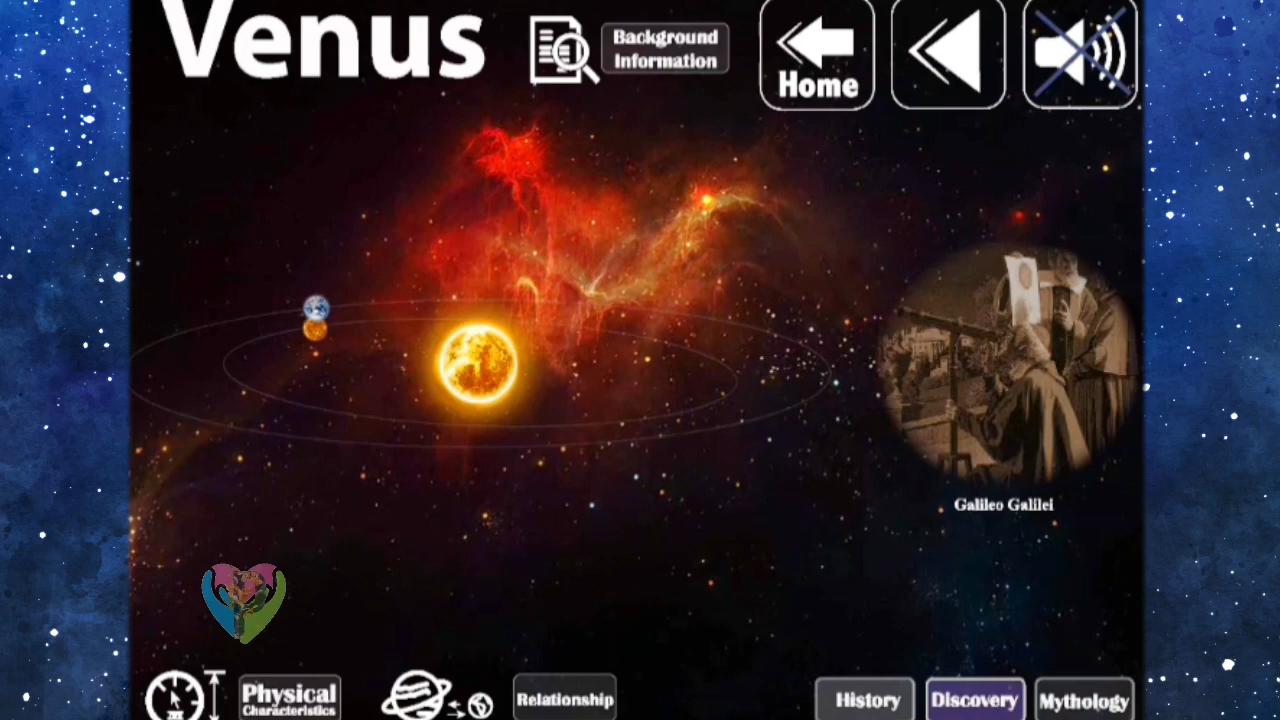 Venus
Background
Information
Home
Galileo Galilei
Physical
Characteristics
Relationship
History
Discovery
Mythology